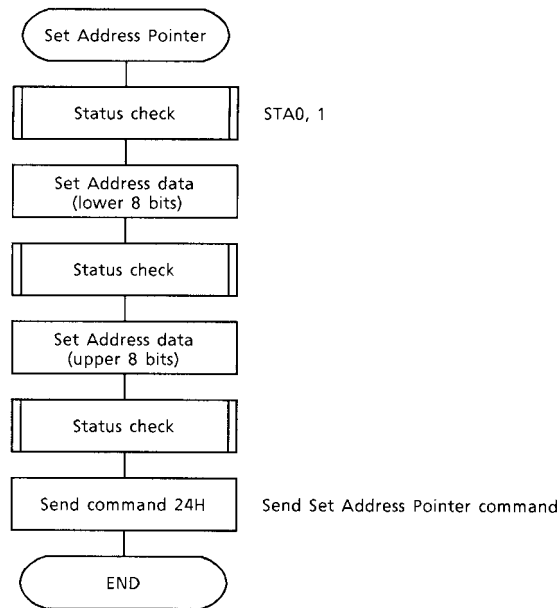 Set Address Pointer
Status check
STA0, 1
Set Address data
(lower 8 bits)
Status check
Set Address data
(upper 8 bits)
Status check
Send command 24H
Send Set Address Pointer command
END